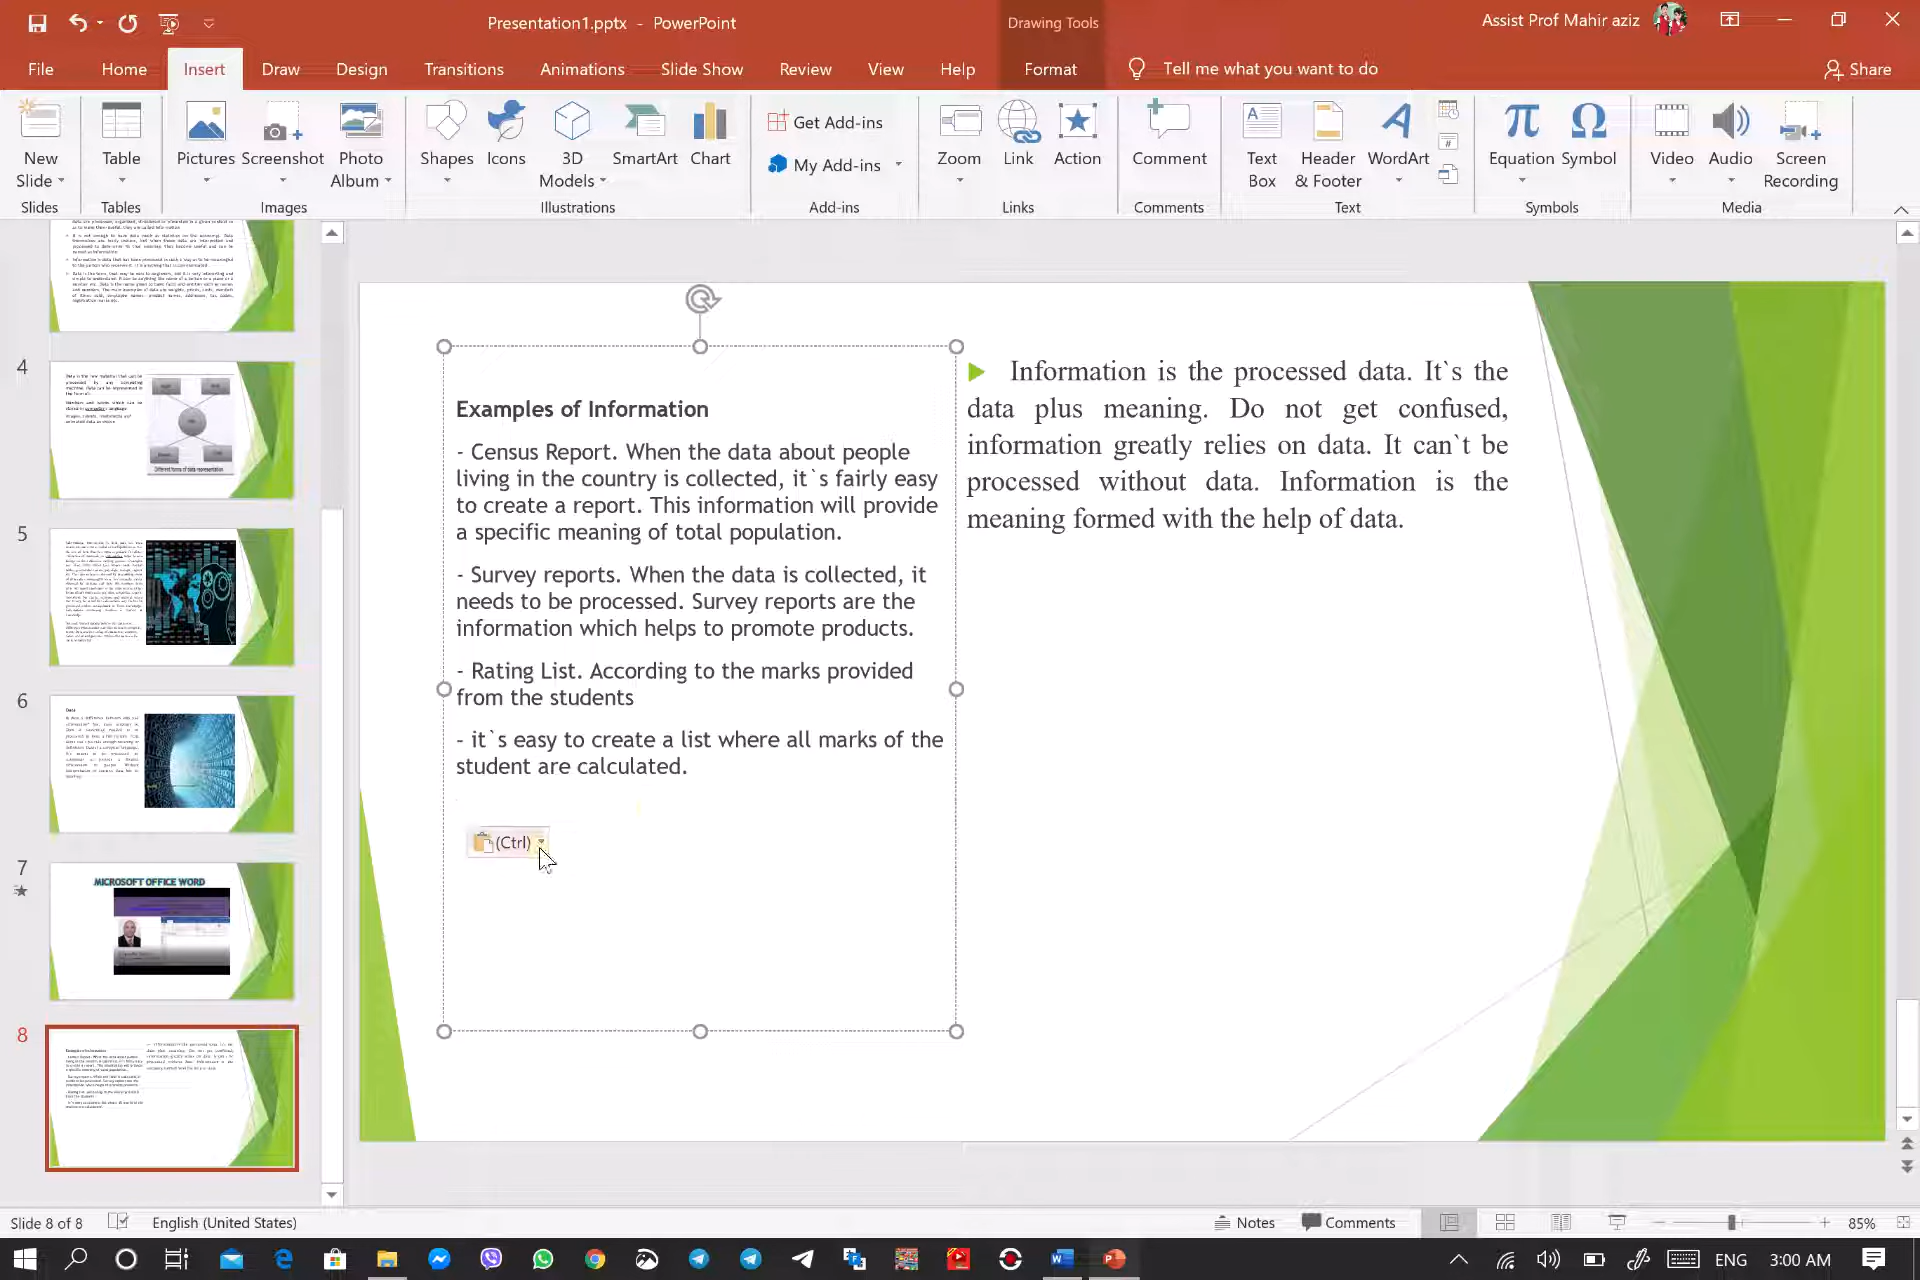 Presentation1.pptx - PowerPoint
Drawing Tools
Assist Prof Mahir aziz
File Home Insert Draw Design Transitions Animations Slide Show Review View Help Format Tell me what you want to do Share
New Slide
Table
Pictures
Screenshot
Photo Album
Shapes
Icons
3D Models
SmartArt
Chart
Get Add-ins
My Add-ins
Zoom
Link
Action
Comment
Text Box
Header & Footer
WordArt
Equation
Symbol
Video
Audio
Screen Recording
Slides Tables Images Illustrations Add-ins Links Comments Text Symbols Media
4
5
6
Data
7
MICROSOFT OFFICE WORD
8
Examples of Information
- Census Report. When the data about people
living in the country is collected, it`s fairly easy
to create a report. This information will provide
a specific meaning of total population.
- Survey reports. When the data is collected, it
needs to be processed. Survey reports are the
information which helps to promote products.
- Rating List. According to the marks provided
from the students
- it`s easy to create a list where all marks of the
student are calculated.
(Ctrl)
Information is the processed data. It`s the
data plus meaning. Do not get confused,
information greatly relies on data. It can`t be
processed without data. Information is the
meaning formed with the help of data.
Slide 8 of 8 English (United States) Notes Comments 85%
ENG 3:00 AM